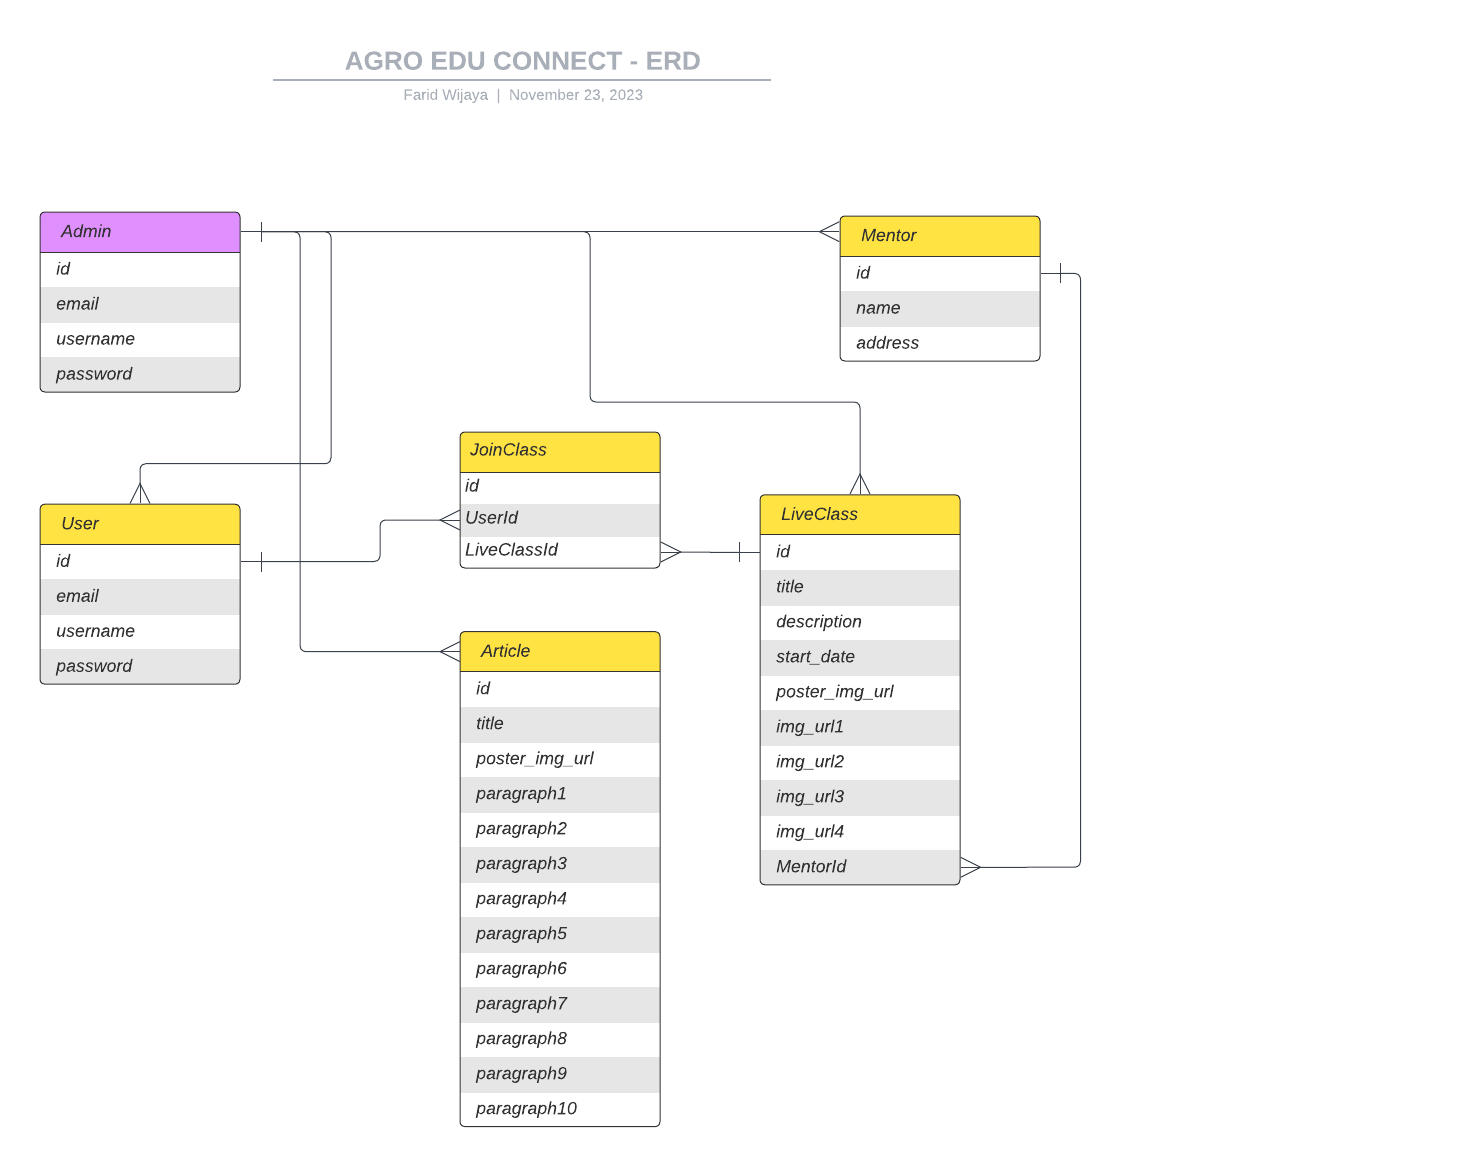 AGRO EDU CONNECT - ERD
Farid Wijaya | November 23, 2023
Admin
id
email
username
password
Mentor
id
name
address
JoinClass
id
UserId
LiveClassId
User
id
email
username
password
LiveClass
id
title
description
start_date
poster_img_url
img_url1
img_url2
img_url3
img_url4
MentorId
Article
id
title
poster_img_url
paragraph1
paragraph2
paragraph3
paragraph4
paragraph5
paragraph6
paragraph7
paragraph8
paragraph9
paragraph10